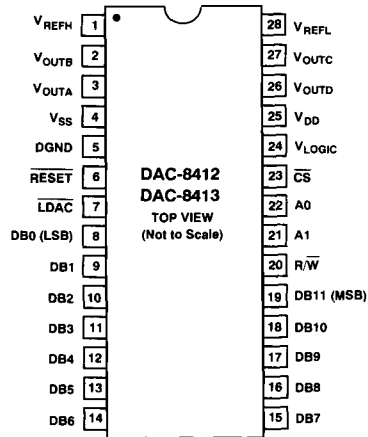 VREFH 1
VOUTB 2
VOUTA 3
VSS 4
DGND 5
R̅E̅S̅E̅T̅ 6
L̅D̅A̅C̅ 7
DB0 (LSB) 8
DB1 9
DB2 10
DB3 11
DB4 12
DB5 13
DB6 14
DAC-8412
DAC-8413
TOP VIEW
(Not to Scale)
28 VREFL
27 VOUTC
26 VOUTD
25 VDD
24 VLOGIC
23 C̅S̅
22 A0
21 A1
20 R/W̅
19 DB11 (MSB)
18 DB10
17 DB9
16 DB8
15 DB7